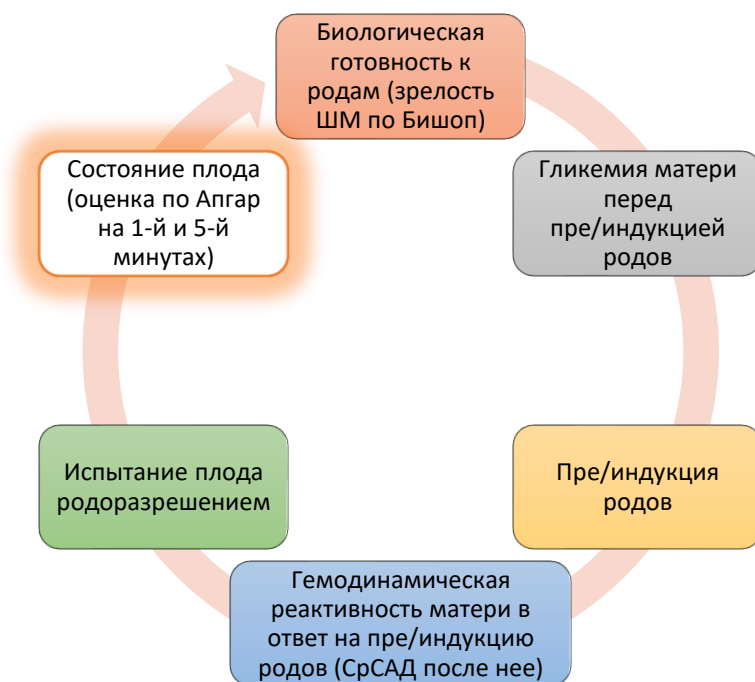 Биологическая
готовность к
родам (зрелость
ШМ по Бишоп)
Гликемия матери
перед
пре/индукцией
родов
Пре/индукция
родов
Гемодинамическая
реактивность матери в
ответ на пре/индукцию
родов (СрСАД после нее)
Испытание плода
родоразрешением
Состояние плода
(оценка по Апгар
на 1-й и 5-й
минутах)